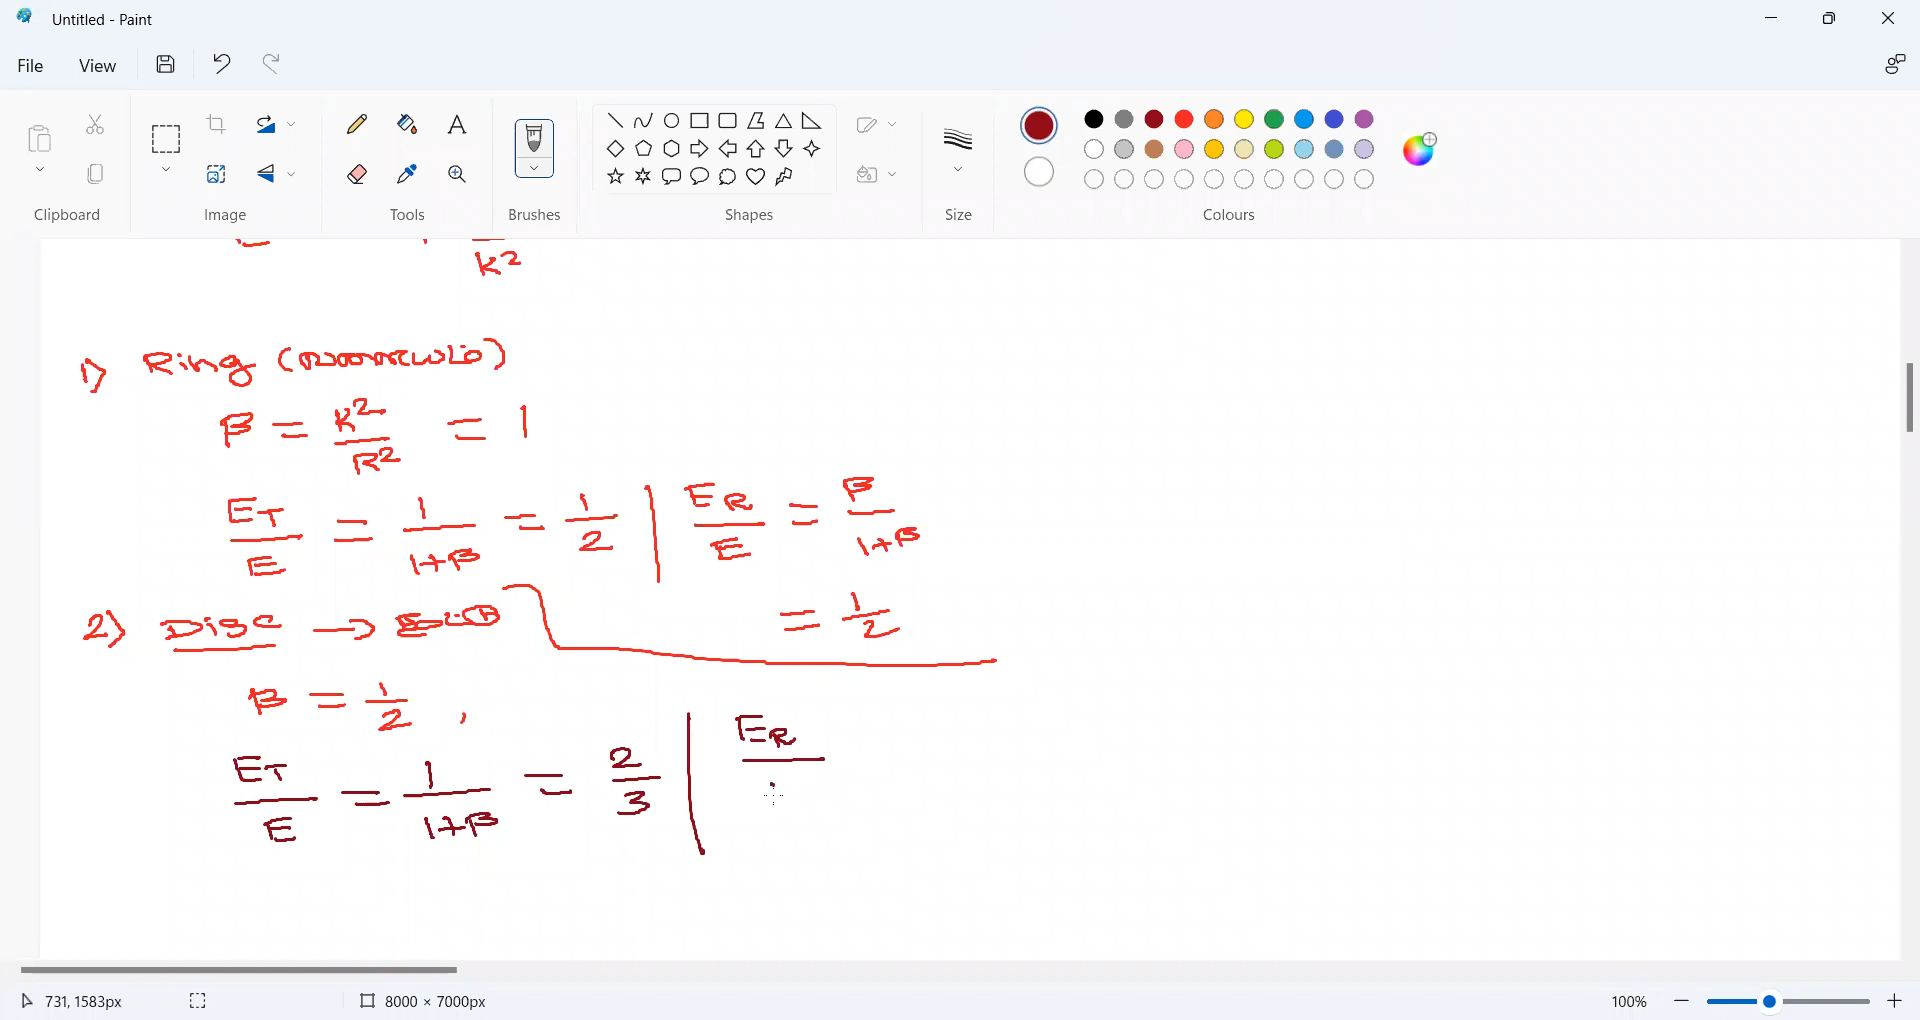 Untitled - Paint
File View
Clipboard Image Tools Brushes Shapes Size Colours
k²
1) Ring
β = K²/R² = 1
E_T/E = 1/1+β = 1/2 | E_R/E = β/1+β
= 1/2
2) Disc →
β = 1/2 ,
E_T/E = 1/1+β = 2/3 | E_R
731, 1583px 8000 × 7000px 100%